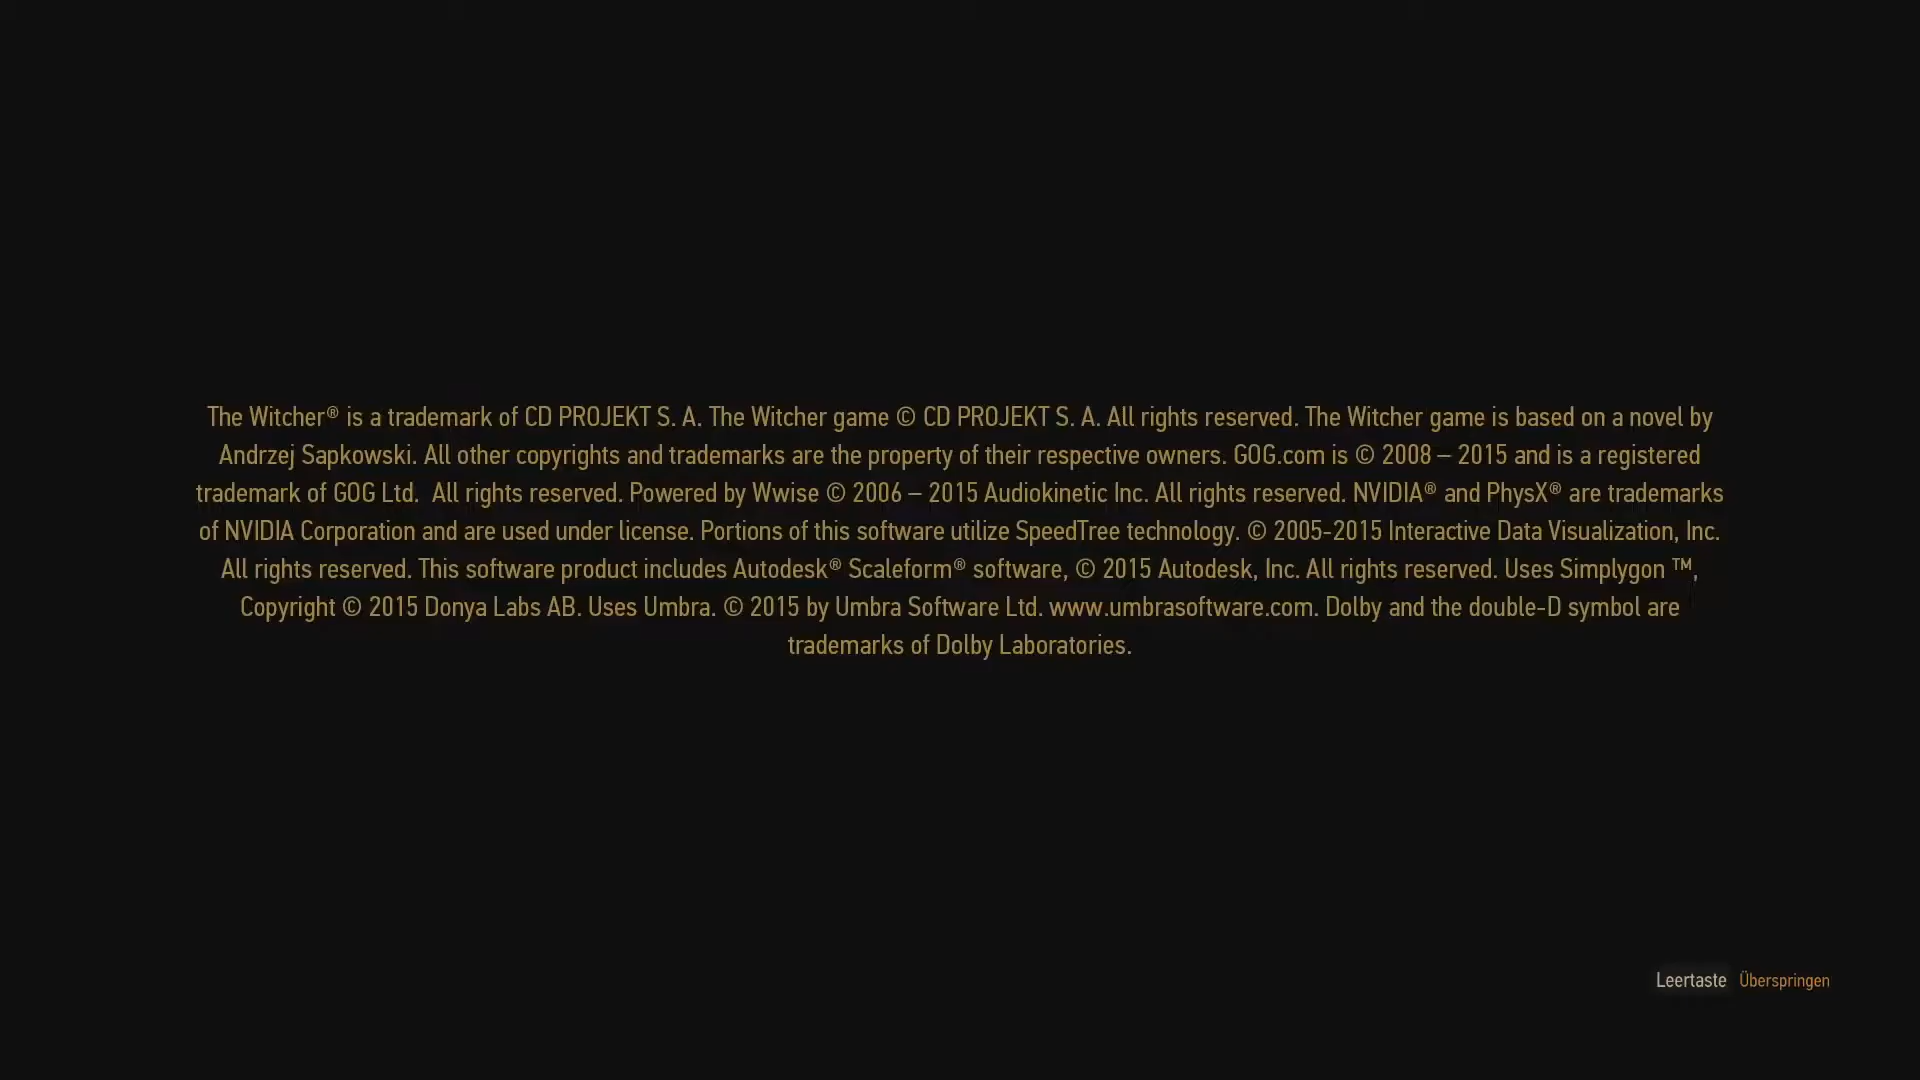 The Witcher® is a trademark of CD PROJEKT S. A. The Witcher game © CD PROJEKT S. A. All rights reserved. The Witcher game is based on a novel by
Andrzej Sapkowski. All other copyrights and trademarks are the property of their respective owners. GOG.com is © 2008 – 2015 and is a registered
trademark of GOG Ltd.  All rights reserved. Powered by Wwise © 2006 – 2015 Audiokinetic Inc. All rights reserved. NVIDIA® and PhysX® are trademarks
of NVIDIA Corporation and are used under license. Portions of this software utilize SpeedTree technology. © 2005-2015 Interactive Data Visualization, Inc.
All rights reserved. This software product includes Autodesk® Scaleform® software, © 2015 Autodesk, Inc. All rights reserved. Uses Simplygon ™,
Copyright © 2015 Donya Labs AB. Uses Umbra. © 2015 by Umbra Software Ltd. www.umbrasoftware.com. Dolby and the double-D symbol are
trademarks of Dolby Laboratories.
Leertaste Überspringen